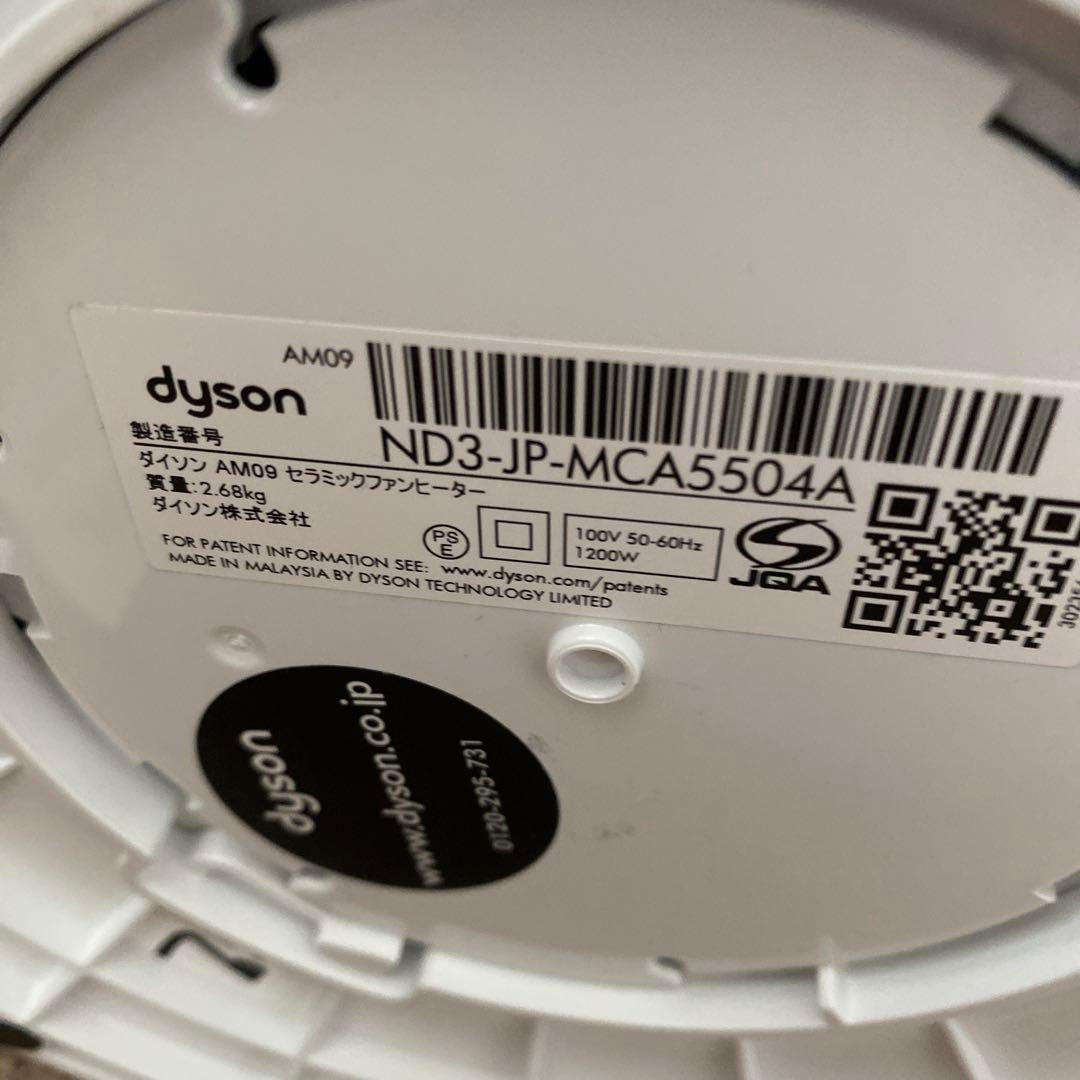 AM09
dyson
製造番号
ND3-JP-MCA5504A
ダイソン AM09 セラミックファンヒーター
質量:2.68kg
ダイソン株式会社
PS
E
100V 50-60Hz
1200W
JQA
FOR PATENT INFORMATION SEE: www.dyson.com/patents
MADE IN MALAYSIA BY DYSON TECHNOLOGY LIMITED
dyson
www.dyson.co.jp
0120-295-731